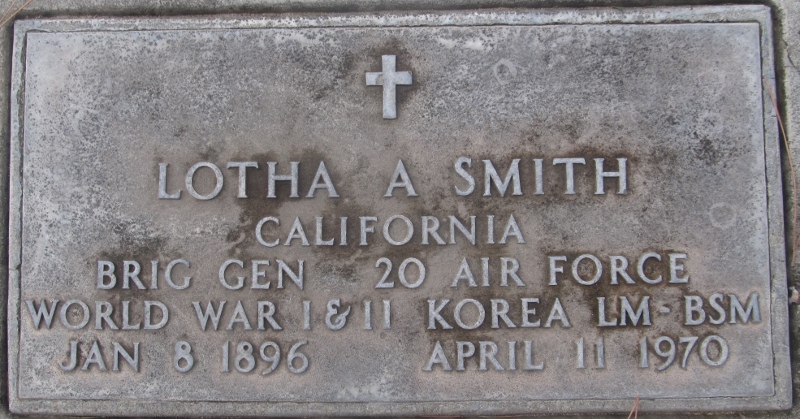 LOTHA A SMITH
CALIFORNIA
BRIG GEN 20 AIR FORCE
WORLD WAR I & II KOREA LM-BSM
JAN 8 1896 APRIL 11 1970